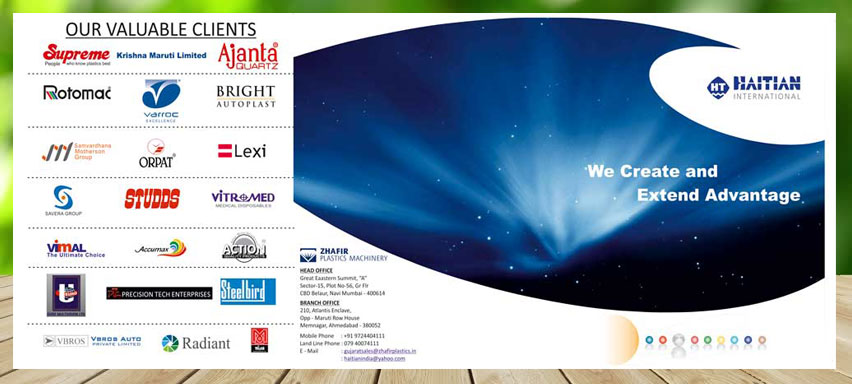 OUR VALUABLE CLIENTS
Supreme
People who know plastics best
Krishna Maruti Limited
Ajanta
QUARTZ
Rotomac
varroc
EXCELLENCE
BRIGHT
AUTOPLAST
Samvardhana
Motherson
Group
ORPAT
Lexi
SAVERA GROUP
STUDDS
VITROMED
MEDICAL DISPOSABLES
vimal
The Ultimate Choice
Accumax
ACTION
PRECISION TECH ENTERPRISES
Steelbird
VBROS
VBROS AUTO
PRIVATE LIMITED
Radiant
HT
HAITIAN
INTERNATIONAL
We Create and
Extend Advantage
ZHAFIR
PLASTICS MACHINERY
HEAD OFFICE
Great Eaastern Summit, "A"
Sector-15, Plot No-56, Gr Flr
CBD Belaur, Navi Mumbai - 400614
BRANCH OFFICE
210, Atlantis Enclave,
Opp - Maruti Row House
Memnagar, Ahmedabad - 380052
Mobile Phone : +91 9724404111
Land Line Phone : 079 40074111
E - Mail : gujaratsales@zhafirplastics.in
: haitianindia@yahoo.com